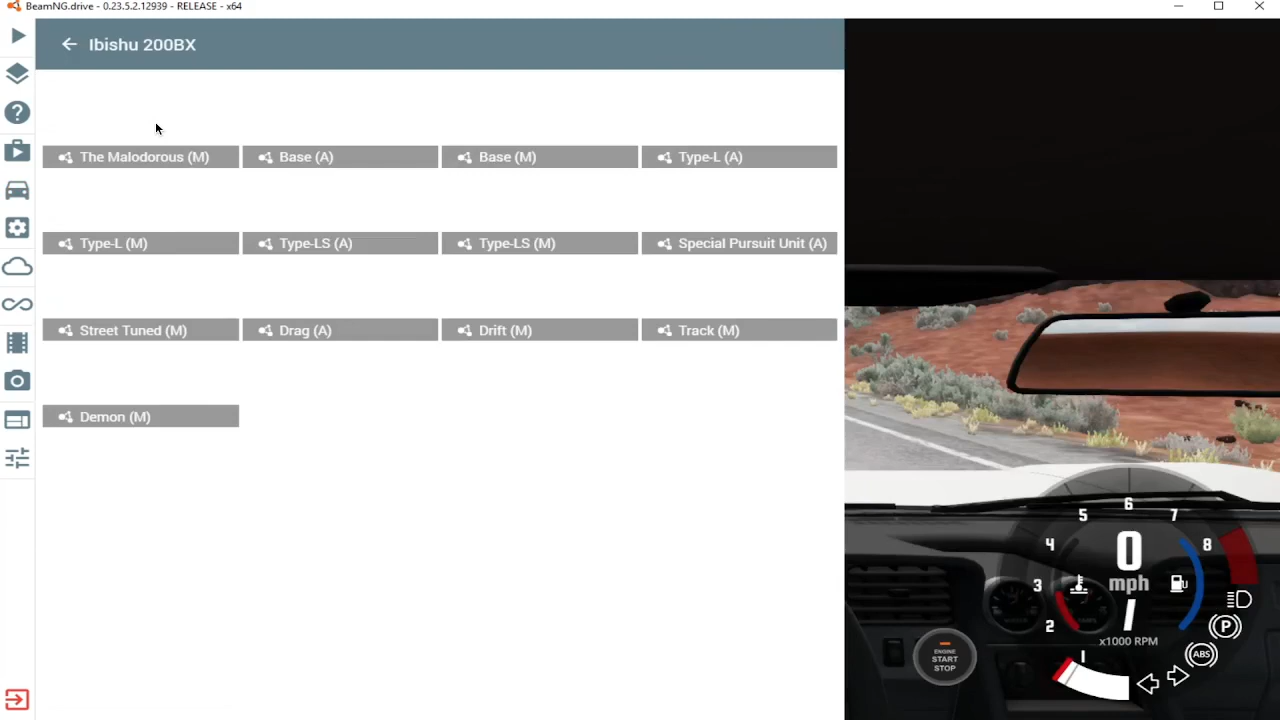 BeamNG.drive - 0.23.5.2.12939 - RELEASE - x64
Ibishu 200BX
The Malodorous (M)
Base (A)
Base (M)
Type-L (A)
Type-L (M)
Type-LS (A)
Type-LS (M)
Special Pursuit Unit (A)
Street Tuned (M)
Drag (A)
Drift (M)
Track (M)
Demon (M)
1
2
3
4
5
6
7
8
0
mph
x1000 RPM
ENGINE
START
STOP
P
ABS